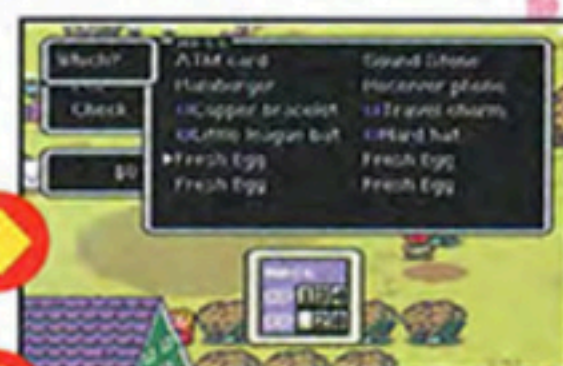 Which?
ATM card
Sound Stone
Hamburger
Receiver phone
Check
Copper bracelet
Travel charm
Little league bat
Hard hat
Fresh Egg
Fresh Egg
Fresh Egg
Fresh Egg